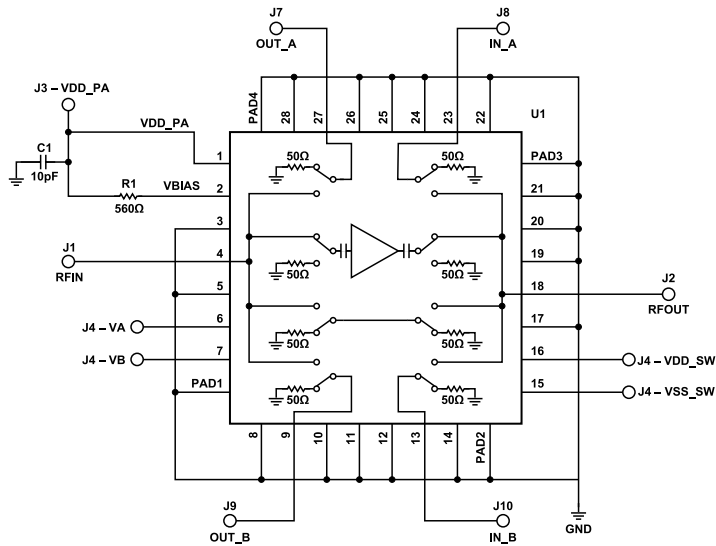 J7
OUT_A
J8
IN_A
J3 – VDD_PA
VDD_PA
C1
10pF
R1
560Ω
VBIAS
J1
RFIN
J4 – VA
J4 – VB
PAD4
28
27
26
25
24
23
22
U1
1
2
3
4
5
6
7
PAD1
50Ω
50Ω
50Ω
50Ω
50Ω
50Ω
50Ω
50Ω
PAD3
21
20
19
18
17
16
15
J2
RFOUT
J4 – VDD_SW
J4 – VSS_SW
8
9
10
11
12
13
14
PAD2
J9
OUT_B
J10
IN_B
GND